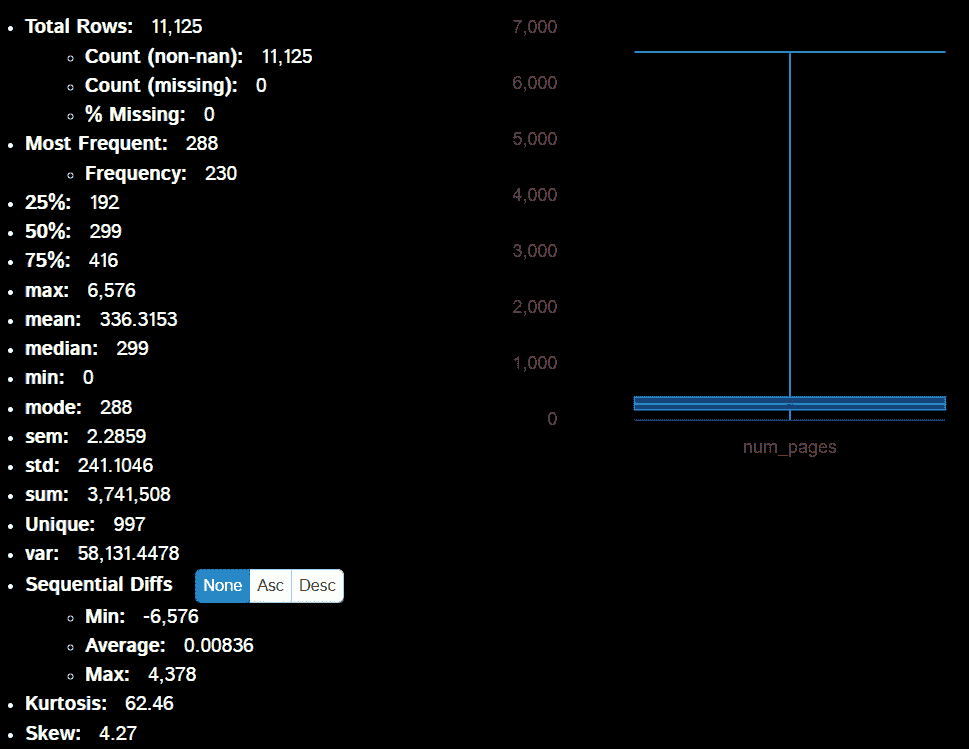 Total Rows: 11,125
Count (non-nan): 11,125
Count (missing): 0
% Missing: 0
Most Frequent: 288
Frequency: 230
25%: 192
50%: 299
75%: 416
max: 6,576
mean: 336.3153
median: 299
min: 0
mode: 288
sem: 2.2859
std: 241.1046
sum: 3,741,508
Unique: 997
var: 58,131.4478
Sequential Diffs None Asc Desc
Min: -6,576
Average: 0.00836
Max: 4,378
Kurtosis: 62.46
Skew: 4.27
7,000
6,000
5,000
4,000
3,000
2,000
1,000
0
num_pages